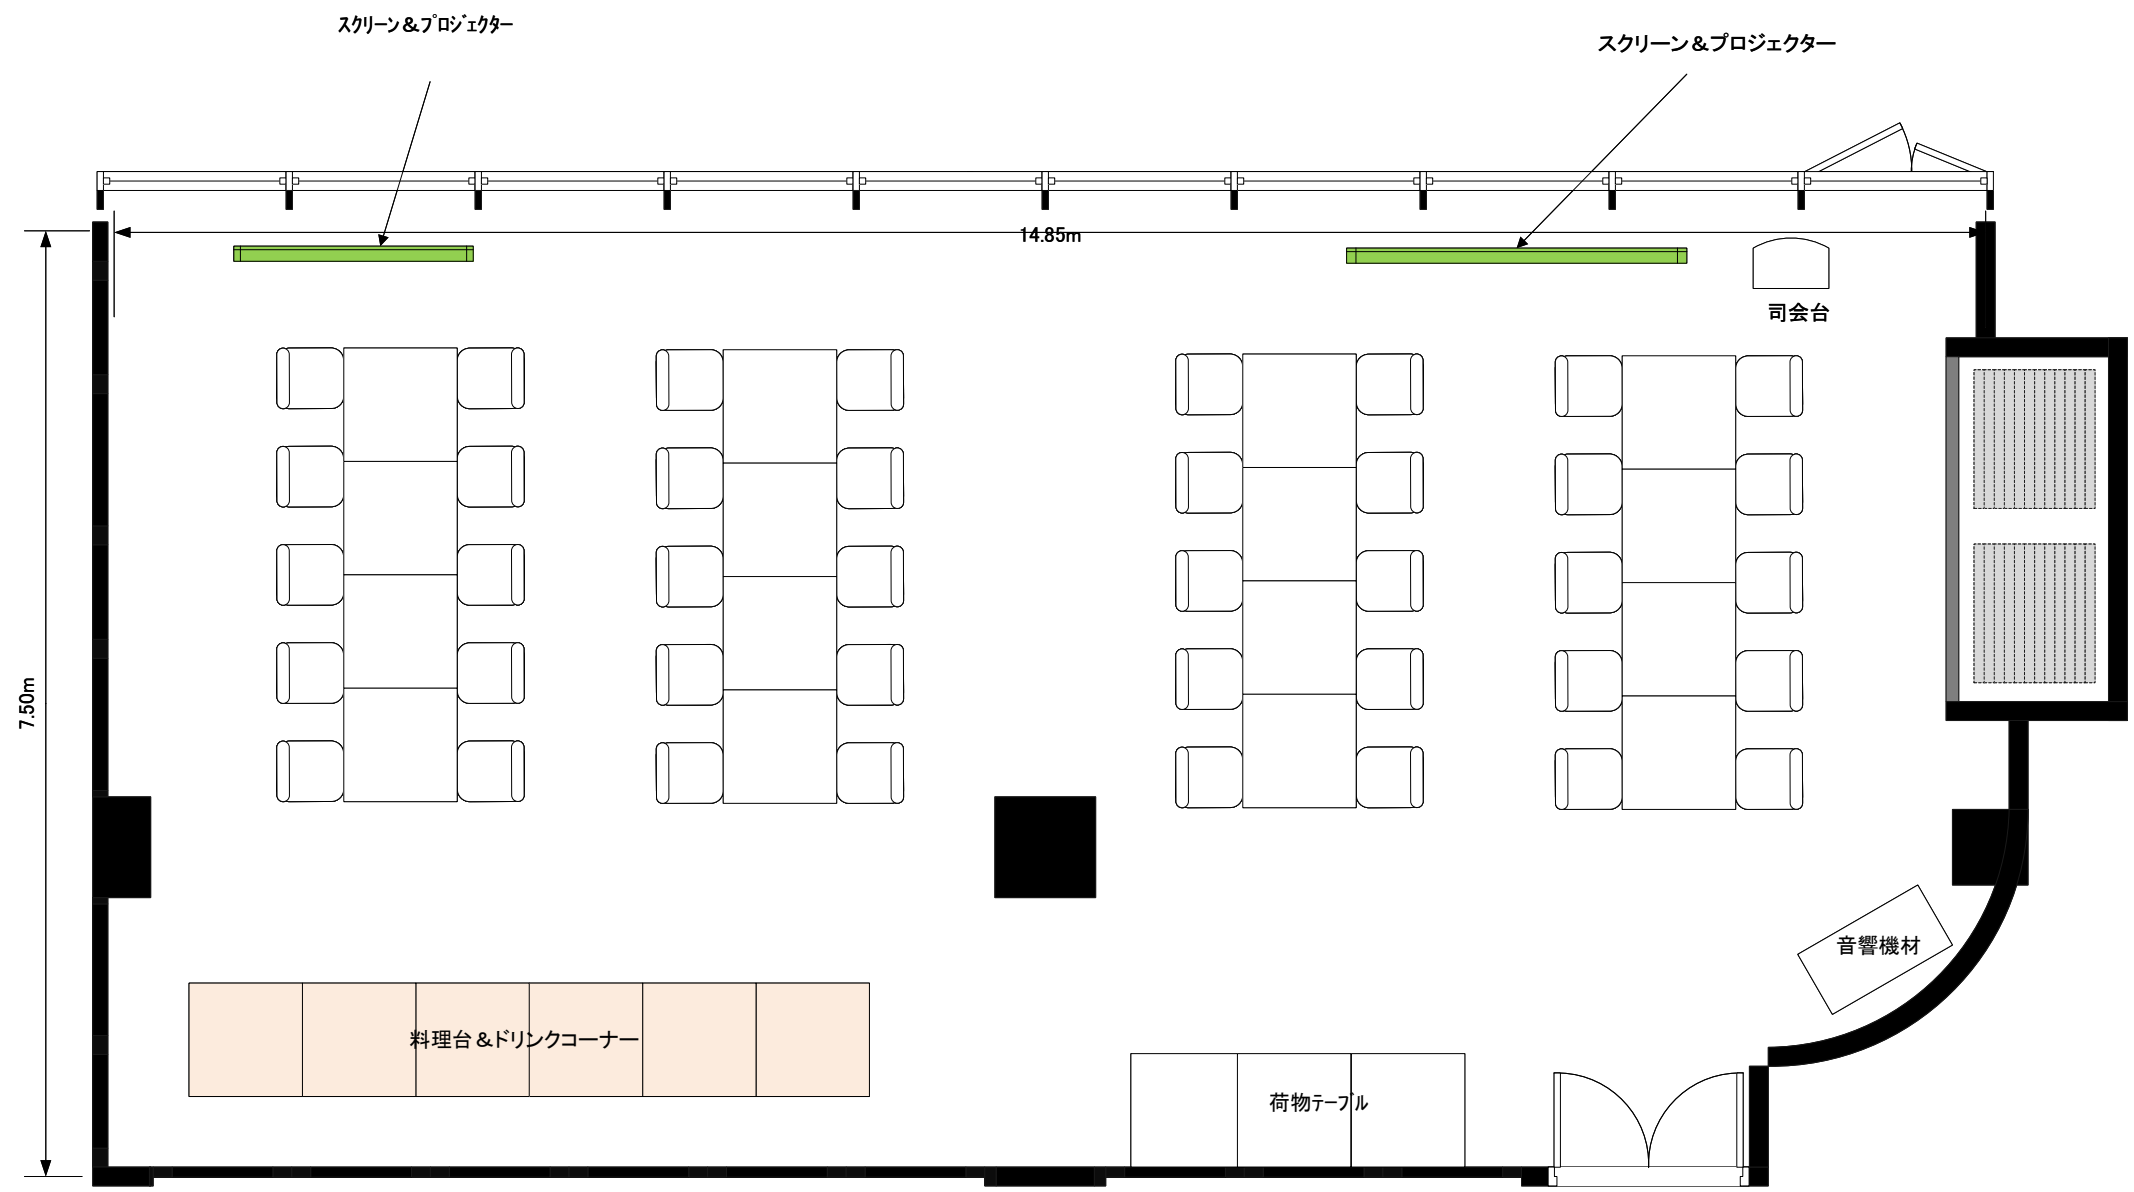 ｽｸﾘｰﾝ＆ﾌﾟﾛｼﾞｪｸﾀｰ
スクリーン＆プロジェクター
14.85m
司会台
7.50m
音響機材
料理台＆ドリンクコーナー
荷物ﾃｰﾌﾞﾙ